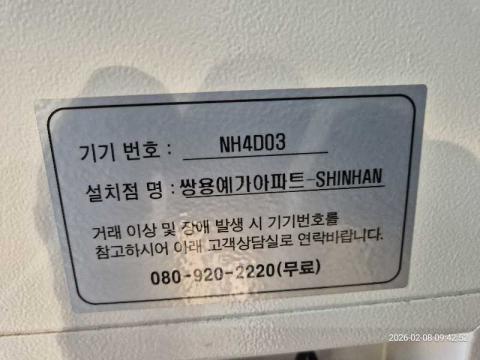 기기 번호 : NH4D03
설치점 명 : 쌍용예가아파트-SHINHAN
거래 이상 및 장애 발생 시 기기번호를
참고하시어 아래 고객상담실로 연락바랍니다.
080-920-2220(무료)
2026-02-08 09:42:52